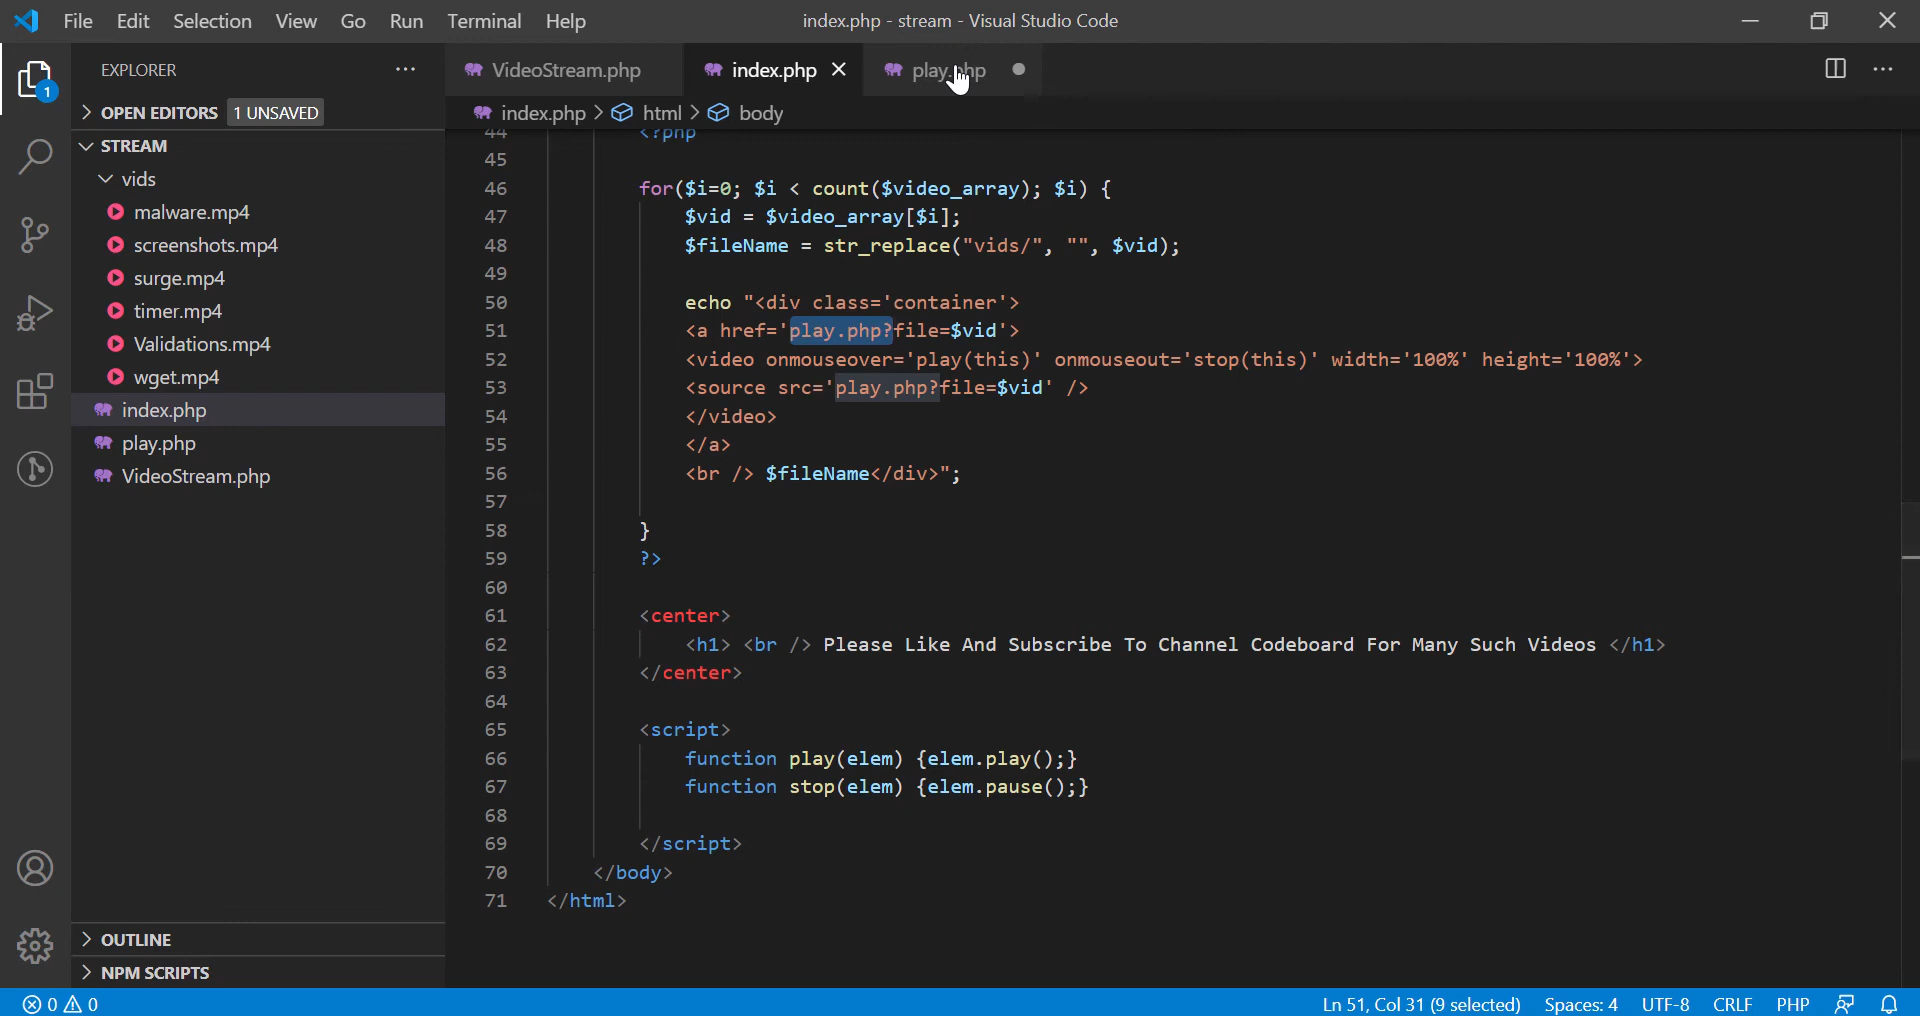 File Edit Selection View Go Run Terminal Help
index.php - stream - Visual Studio Code
EXPLORER
1
OPEN EDITORS 1 UNSAVED
STREAM
vids
malware.mp4
screenshots.mp4
surge.mp4
timer.mp4
Validations.mp4
wget.mp4
index.php
play.php
VideoStream.php
OUTLINE
NPM SCRIPTS
VideoStream.php index.php play.php
index.php > html > body
44 <?php
45
46 for($i=0; $i < count($video_array); $i) {
47 $vid = $video_array[$i];
48 $fileName = str_replace("vids/", "", $vid);
49
50 echo "<div class='container'>
51 <a href='play.php?file=$vid'>
52 <video onmouseover='play(this)' onmouseout='stop(this)' width='100%' height='100%'>
53 <source src='play.php?file=$vid' />
54 </video>
55 </a>
56 <br /> $fileName</div>";
57
58 }
59 ?>
60
61 <center>
62 <h1> <br /> Please Like And Subscribe To Channel Codeboard For Many Such Videos </h1>
63 </center>
64
65 <script>
66 function play(elem) {elem.play();}
67 function stop(elem) {elem.pause();}
68
69 </script>
70 </body>
71 </html>
0 0 Ln 51, Col 31 (9 selected) Spaces: 4 UTF-8 CRLF PHP